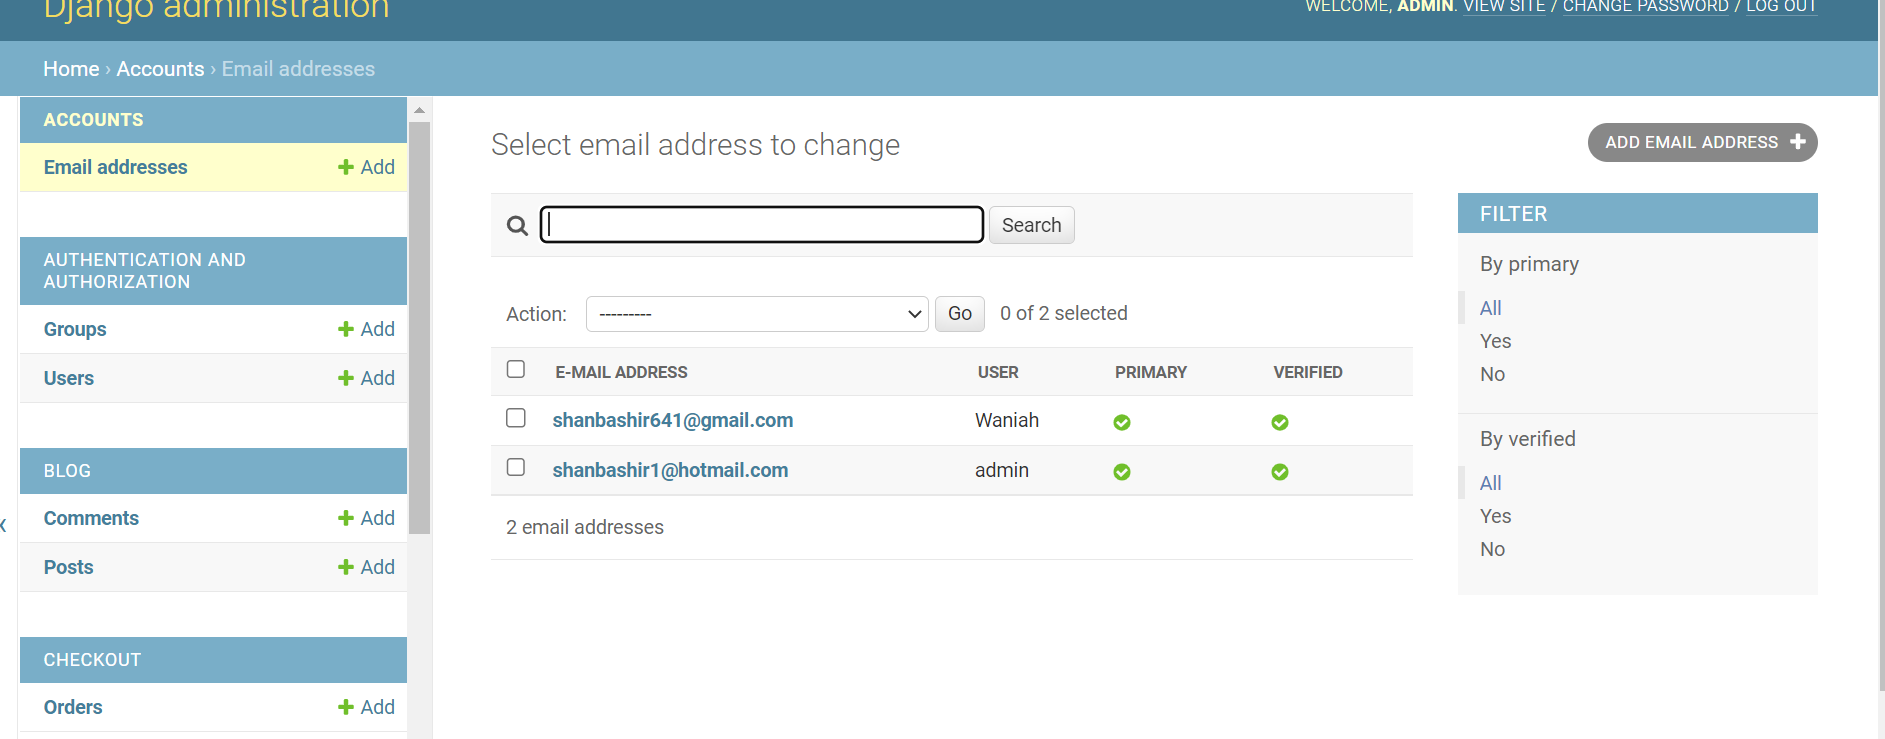 Django administration
WELCOME, ADMIN. VIEW SITE / CHANGE PASSWORD / LOG OUT
Home › Accounts › Email addresses
ACCOUNTS
Email addresses Add
AUTHENTICATION AND
AUTHORIZATION
Groups Add
Users Add
BLOG
Comments Add
Posts Add
CHECKOUT
Orders Add
Select email address to change
ADD EMAIL ADDRESS
Search
Action: --------- Go 0 of 2 selected
E-MAIL ADDRESS USER PRIMARY VERIFIED
shanbashir641@gmail.com Waniah
shanbashir1@hotmail.com admin
2 email addresses
FILTER
By primary
All
Yes
No
By verified
All
Yes
No